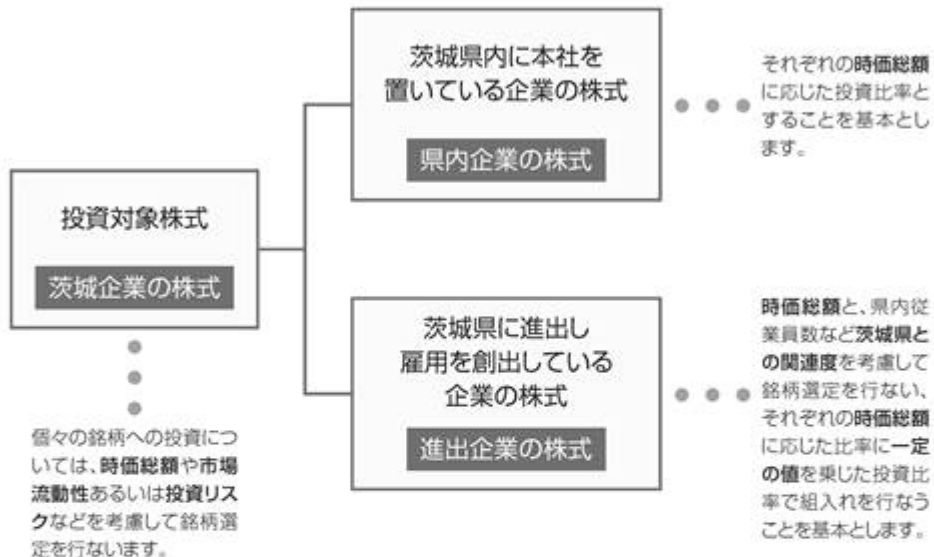 投資対象株式
茨城企業の株式
個々の銘柄への投資につ
いては、時価総額や市場
流動性あるいは投資リス
クなどを考慮して銘柄選
定を行ないます。
茨城県内に本社を
置いている企業の株式
県内企業の株式
それぞれの時価総額
に応じた投資比率と
することを基本とし
ます。
茨城県に進出し
雇用を創出している
企業の株式
進出企業の株式
時価総額と、県内従
業員数など茨城県と
の関連度を考慮して
銘柄選定を行ない、
それぞれの時価総額
に応じた比率に一定
の値を乗じた投資比
率で組入れを行なう
ことを基本とします。